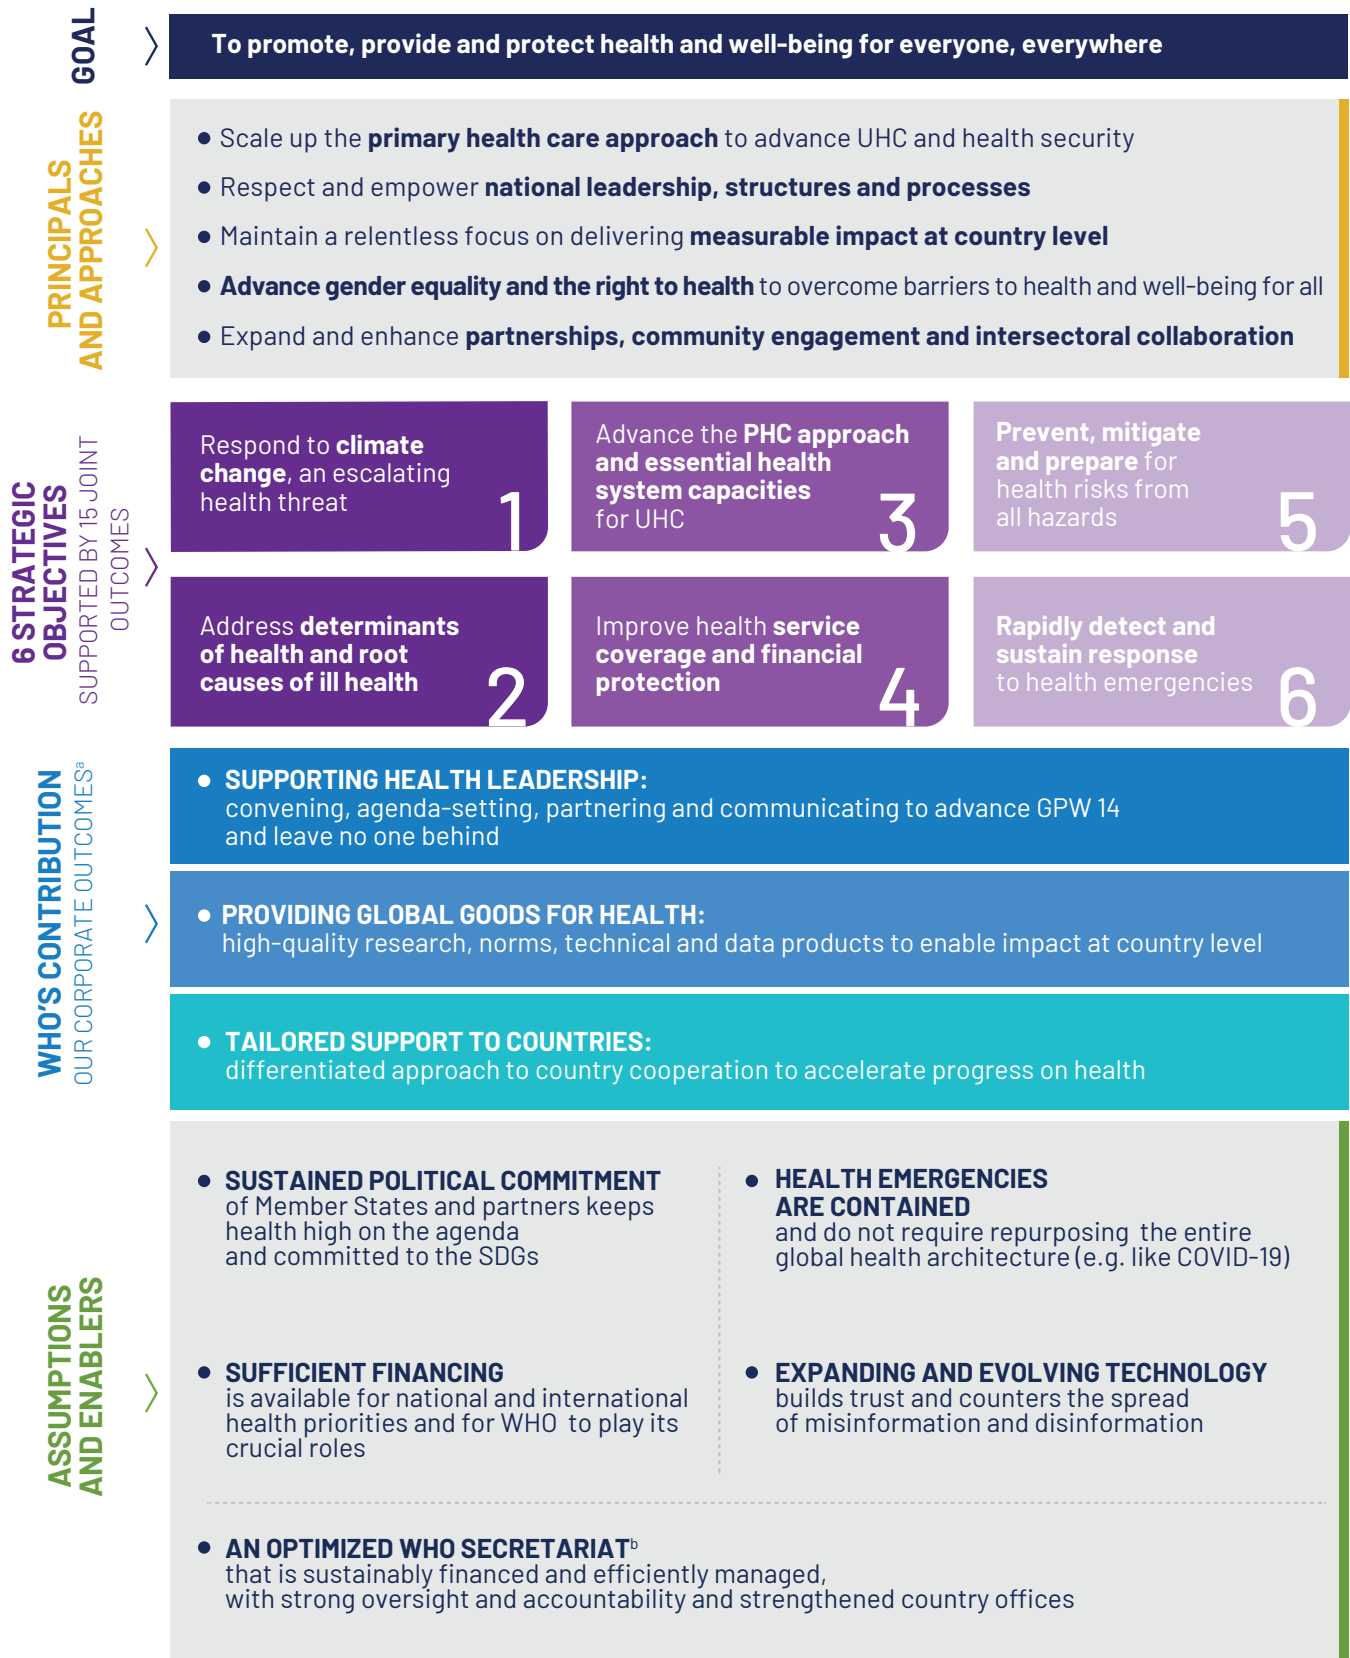 GOAL
To promote, provide and protect health and well-being for everyone, everywhere
PRINCIPALS
AND APPROACHES
● Scale up the primary health care approach to advance UHC and health security
● Respect and empower national leadership, structures and processes
● Maintain a relentless focus on delivering measurable impact at country level
● Advance gender equality and the right to health to overcome barriers to health and well-being for all
● Expand and enhance partnerships, community engagement and intersectoral collaboration
6 STRATEGIC
OBJECTIVES
SUPPORTED BY 15 JOINT
OUTCOMES
Respond to climate
change, an escalating
health threat
1
Address determinants
of health and root
causes of ill health
2
Advance the PHC approach
and essential health
system capacities
for UHC
3
Improve health service
coverage and financial
protection
4
Prevent, mitigate
and prepare for
health risks from
all hazards
5
Rapidly detect and
sustain response
to health emergencies
6
WHO'S CONTRIBUTION
OUR CORPORATE OUTCOMESᵃ
● SUPPORTING HEALTH LEADERSHIP:
convening, agenda-setting, partnering and communicating to advance GPW 14
and leave no one behind
● PROVIDING GLOBAL GOODS FOR HEALTH:
high-quality research, norms, technical and data products to enable impact at country level
● TAILORED SUPPORT TO COUNTRIES:
differentiated approach to country cooperation to accelerate progress on health
ASSUMPTIONS
AND ENABLERS
● SUSTAINED POLITICAL COMMITMENT
of Member States and partners keeps
health high on the agenda
and committed to the SDGs
● HEALTH EMERGENCIES
ARE CONTAINED
and do not require repurposing the entire
global health architecture (e.g. like COVID-19)
● SUFFICIENT FINANCING
is available for national and international
health priorities and for WHO to play its
crucial roles
● EXPANDING AND EVOLVING TECHNOLOGY
builds trust and counters the spread
of misinformation and disinformation
● AN OPTIMIZED WHO SECRETARIATᵇ
that is sustainably financed and efficiently managed,
with strong oversight and accountability and strengthened country offices